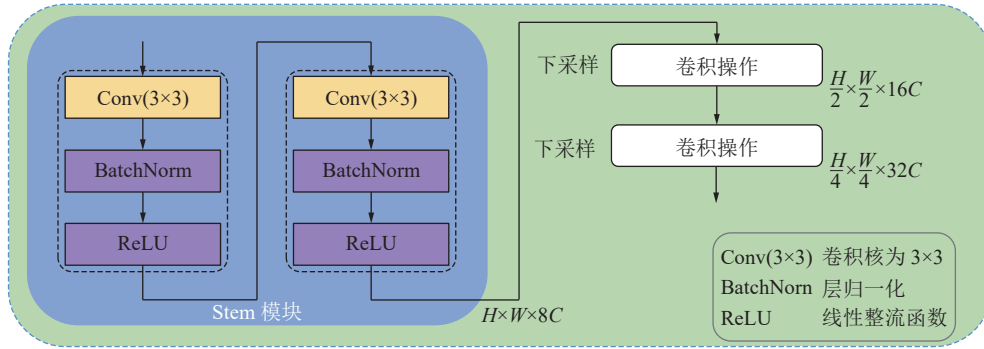 Conv(3×3)
BatchNorm
ReLU
Conv(3×3)
BatchNorm
ReLU
Stem 模块
H×W×8C
下采样
卷积操作
H/2×W/2×16C
下采样
卷积操作
H/4×W/4×32C
Conv(3×3) 卷积核为 3×3
BatchNorn 层归一化
ReLU 线性整流函数